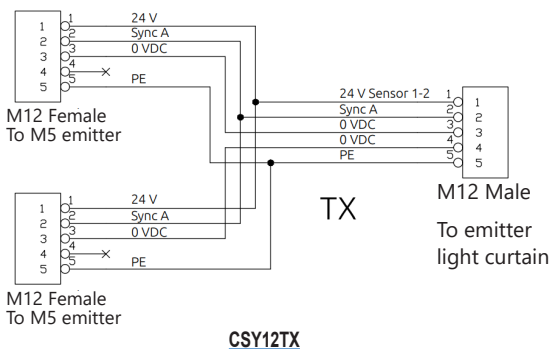 1 1 24 V
2 2 Sync A
3 3 0 VDC
4 4
5 5 PE
M12 Female
To M5 emitter
24 V Sensor 1-2 1 1
Sync A 2 2
0 VDC 3 3
0 VDC 4 4
PE 5 5
M12 Male
To emitter
light curtain
TX
1 1 24 V
2 2 Sync A
3 3 0 VDC
4 4
5 5 PE
M12 Female
To M5 emitter
CSY12TX